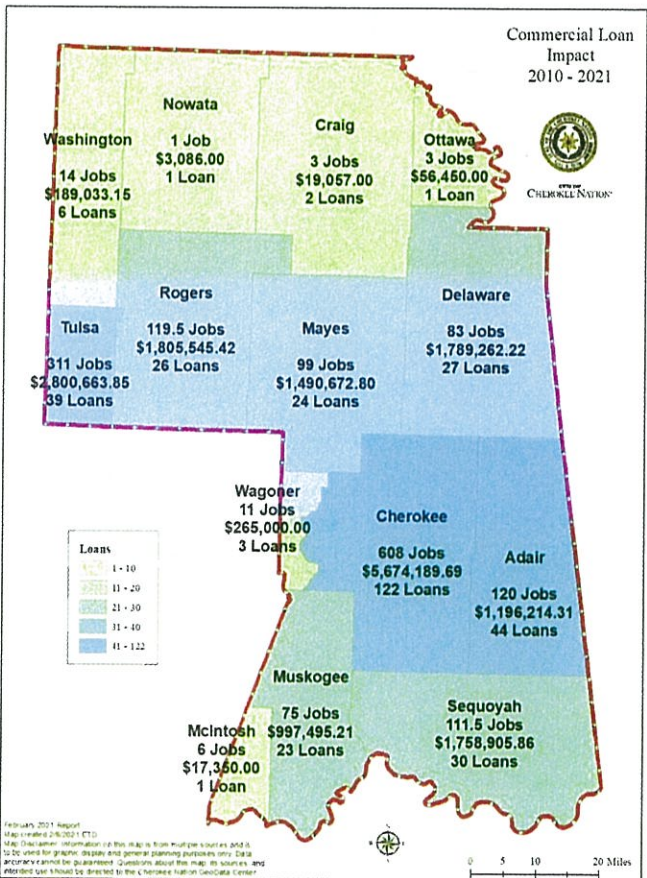 Commercial Loan
Impact
2010 - 2021
CHEROKEE NATION
Nowata
1 Job
$3,086.00
1 Loan
Craig
3 Jobs
$19,057.00
2 Loans
Washington
14 Jobs
$189,033.15
6 Loans
Ottawa
3 Jobs
$56,450.00
1 Loan
Rogers
119.5 Jobs
$1,805,545.42
26 Loans
Delaware
83 Jobs
$1,789,262.22
27 Loans
Tulsa
311 Jobs
$2,800,663.85
39 Loans
Mayes
99 Jobs
$1,490,672.80
24 Loans
Wagoner
11 Jobs
$265,000.00
3 Loans
Cherokee
608 Jobs
$5,674,189.69
122 Loans
Adair
120 Jobs
$1,196,214.31
44 Loans
Loans
1 - 10
11 - 20
21 - 30
31 - 40
41 - 122
Muskogee
75 Jobs
$997,495.21
23 Loans
Sequoyah
111.5 Jobs
$1,758,905.86
30 Loans
McIntosh
6 Jobs
$17,350.00
1 Loan
February 2021 Report
Map created 2/8/2021 ETD
Map Disclaimer: Information on this map is from multiple sources and is
to be used for graphic display and general planning purposes only. Data
accuracy cannot be guaranteed. Questions about this map, its sources, and
intended use should be directed to the Cherokee Nation GeoData Center
0 5 10 20 Miles